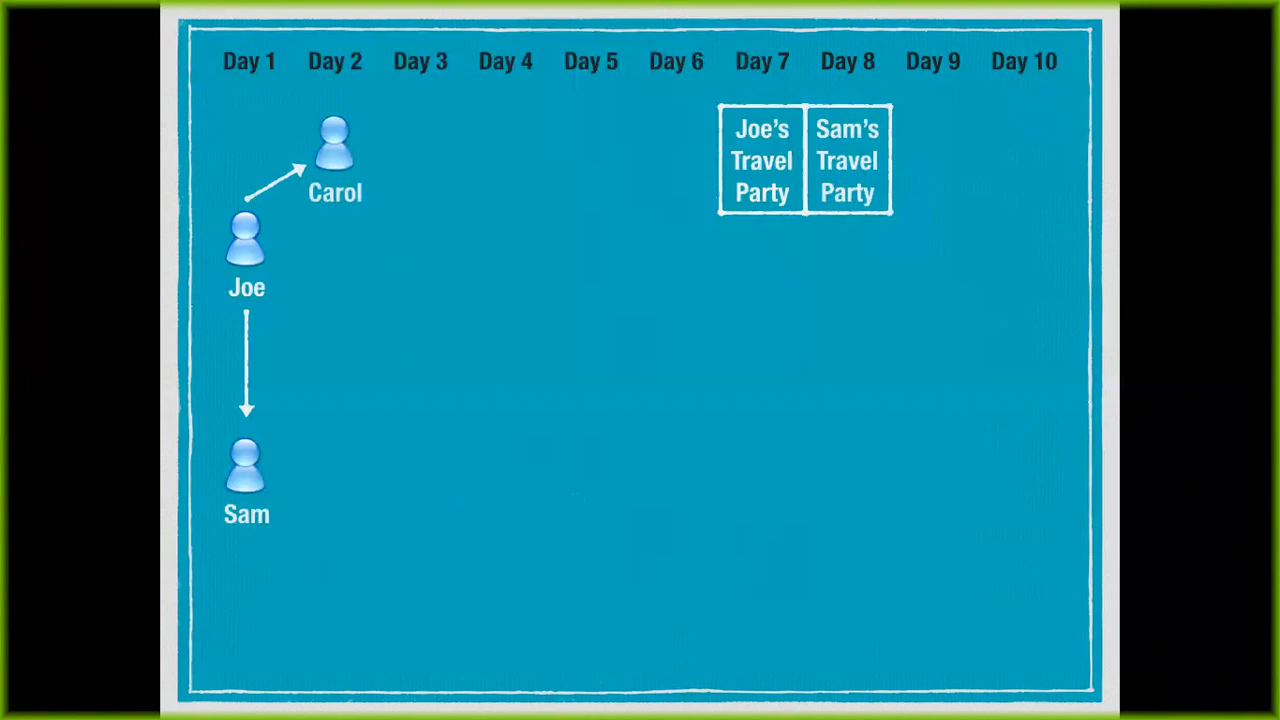 Day 1 Day 2 Day 3 Day 4 Day 5 Day 6 Day 7 Day 8 Day 9 Day 10
Joe’s
Travel
Party
Sam’s
Travel
Party
Carol
Joe
Sam